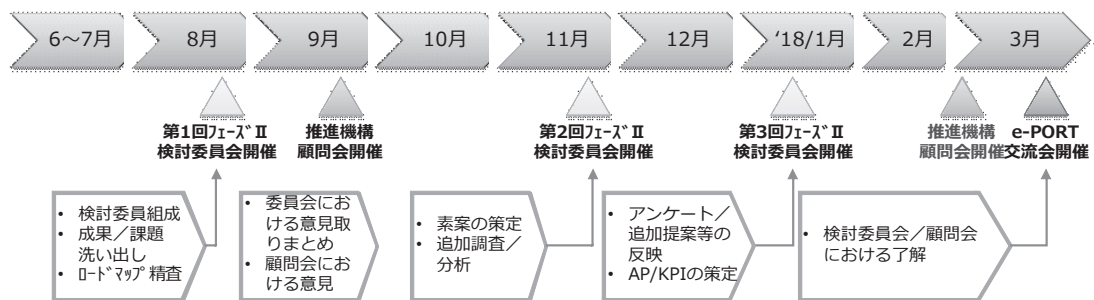 6～7月
8月
9月
10月
11月
12月
‘18/1月
2月
3月
第1回ﾌｪｰｽﾞⅡ
検討委員会開催
推進機構
顧問会開催
第2回ﾌｪｰｽﾞⅡ
検討委員会開催
第3回ﾌｪｰｽﾞⅡ
検討委員会開催
推進機構
顧問会開催
e-PORT
交流会開催
• 検討委員組成
• 成果／課題
洗い出し
• ﾛｰﾄﾞﾏｯﾌﾟ精査
• 委員会にお
ける意見取
りまとめ
• 顧問会にお
ける意見
• 素案の策定
• 追加調査／
分析
• アンケート／
追加提案等の
反映
• AP/KPIの策定
• 検討委員会／顧問会
における了解